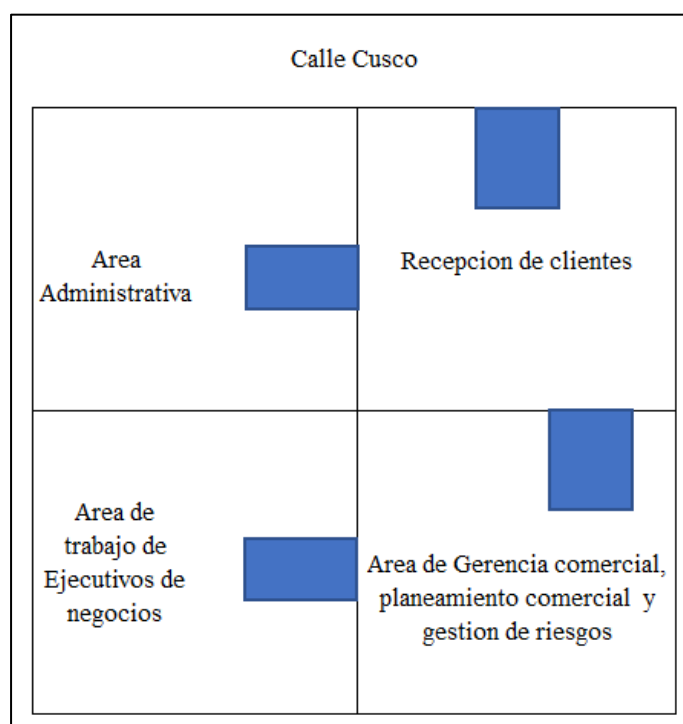 Calle Cusco
Area
Administrativa
Recepcion de clientes
Area de
trabajo de
Ejecutivos de
negocios
Area de Gerencia comercial,
planeamiento comercial y
gestion de riesgos